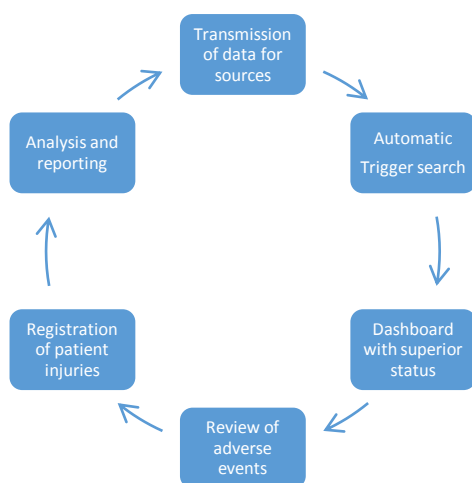 Transmission
of data for
sources
Automatic
Trigger search
Dashboard
with superior
status
Review of
adverse
events
Registration
of patient
injuries
Analysis and
reporting